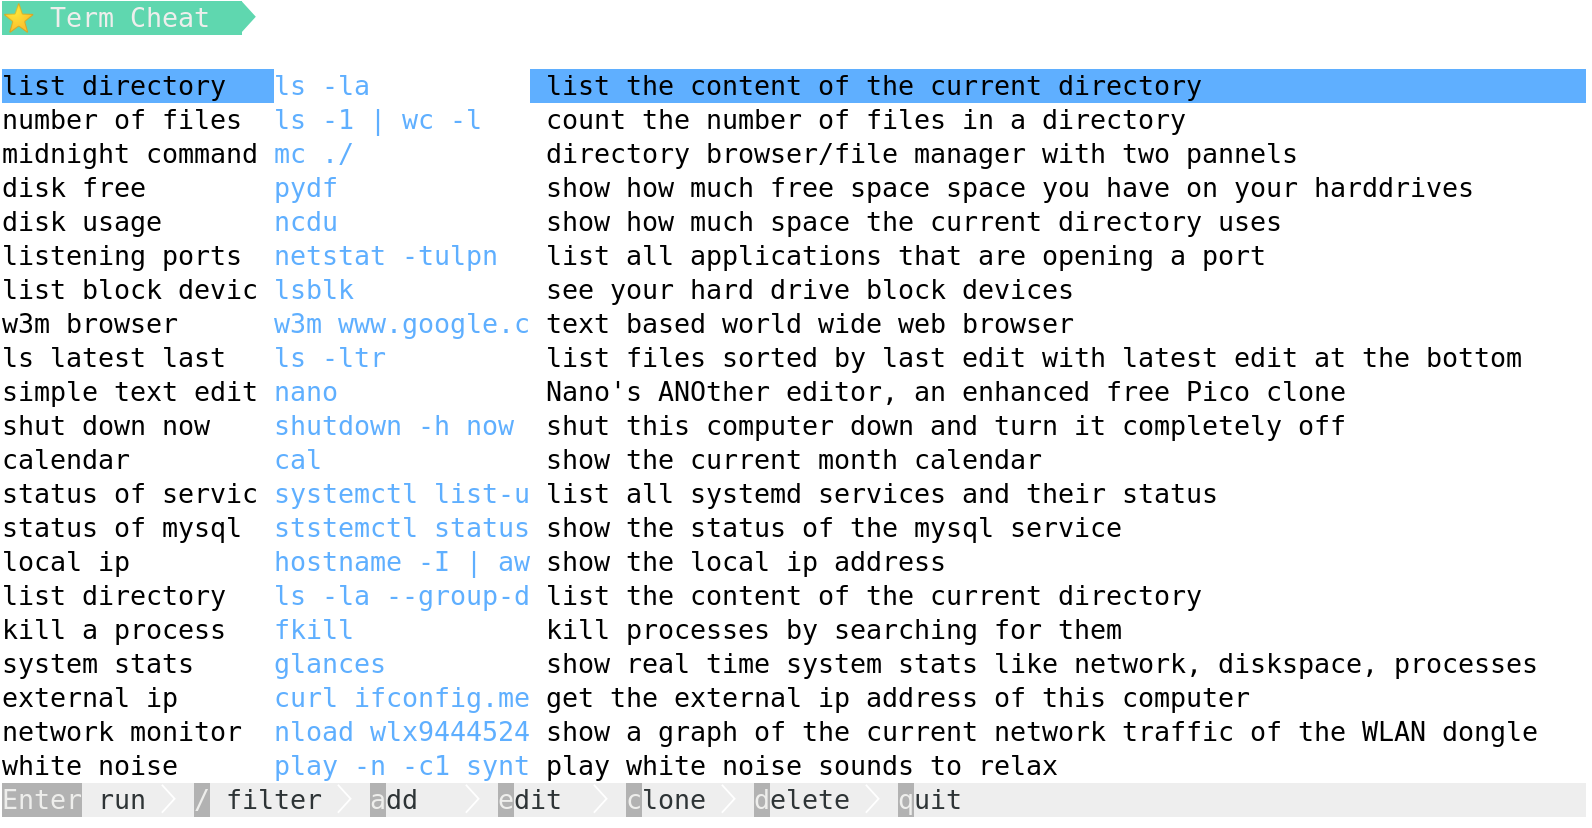 ⭐ Term Cheat
list directory ls -la list the content of the current directory
number of files ls -1 | wc -l count the number of files in a directory
midnight command mc ./ directory browser/file manager with two pannels
disk free pydf show how much free space space you have on your harddrives
disk usage ncdu show how much space the current directory uses
listening ports netstat -tulpn list all applications that are opening a port
list block devic lsblk see your hard drive block devices
w3m browser w3m www.google.c text based world wide web browser
ls latest last ls -ltr list files sorted by last edit with latest edit at the bottom
simple text edit nano Nano's ANOther editor, an enhanced free Pico clone
shut down now shutdown -h now shut this computer down and turn it completely off
calendar cal show the current month calendar
status of servic systemctl list-u list all systemd services and their status
status of mysql ststemctl status show the status of the mysql service
local ip hostname -I | aw show the local ip address
list directory ls -la --group-d list the content of the current directory
kill a process fkill kill processes by searching for them
system stats glances show real time system stats like network, diskspace, processes
external ip curl ifconfig.me get the external ip address of this computer
network monitor nload wlx9444524 show a graph of the current network traffic of the WLAN dongle
white noise play -n -c1 synt play white noise sounds to relax
Enter run / filter add edit clone delete quit